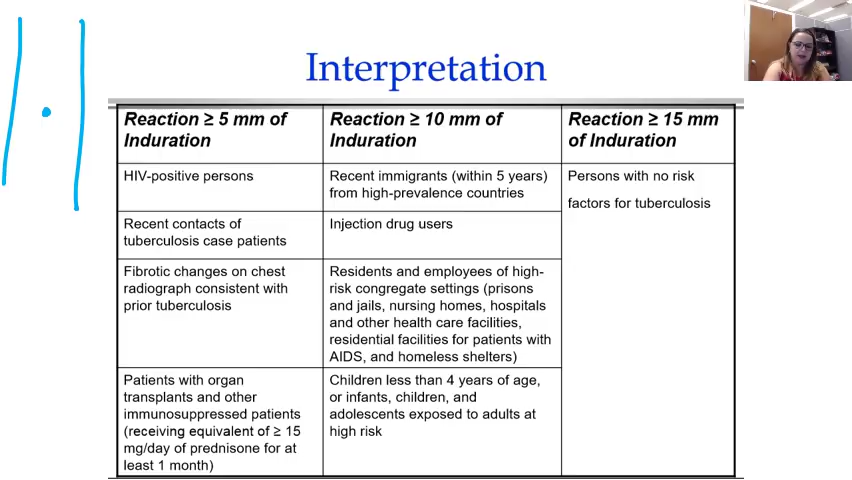 Interpretation
Reaction ≥ 5 mm of
Induration
Reaction ≥ 10 mm of
Induration
Reaction ≥ 15 mm
of Induration
HIV-positive persons
Recent immigrants (within 5 years)
from high-prevalence countries
Persons with no risk
factors for tuberculosis
Recent contacts of
tuberculosis case patients
Injection drug users
Fibrotic changes on chest
radiograph consistent with
prior tuberculosis
Residents and employees of high-
risk congregate settings (prisons
and jails, nursing homes, hospitals
and other health care facilities,
residential facilities for patients with
AIDS, and homeless shelters)
Patients with organ
transplants and other
immunosuppressed patients
(receiving equivalent of ≥ 15
mg/day of prednisone for at
least 1 month)
Children less than 4 years of age,
or infants, children, and
adolescents exposed to adults at
high risk